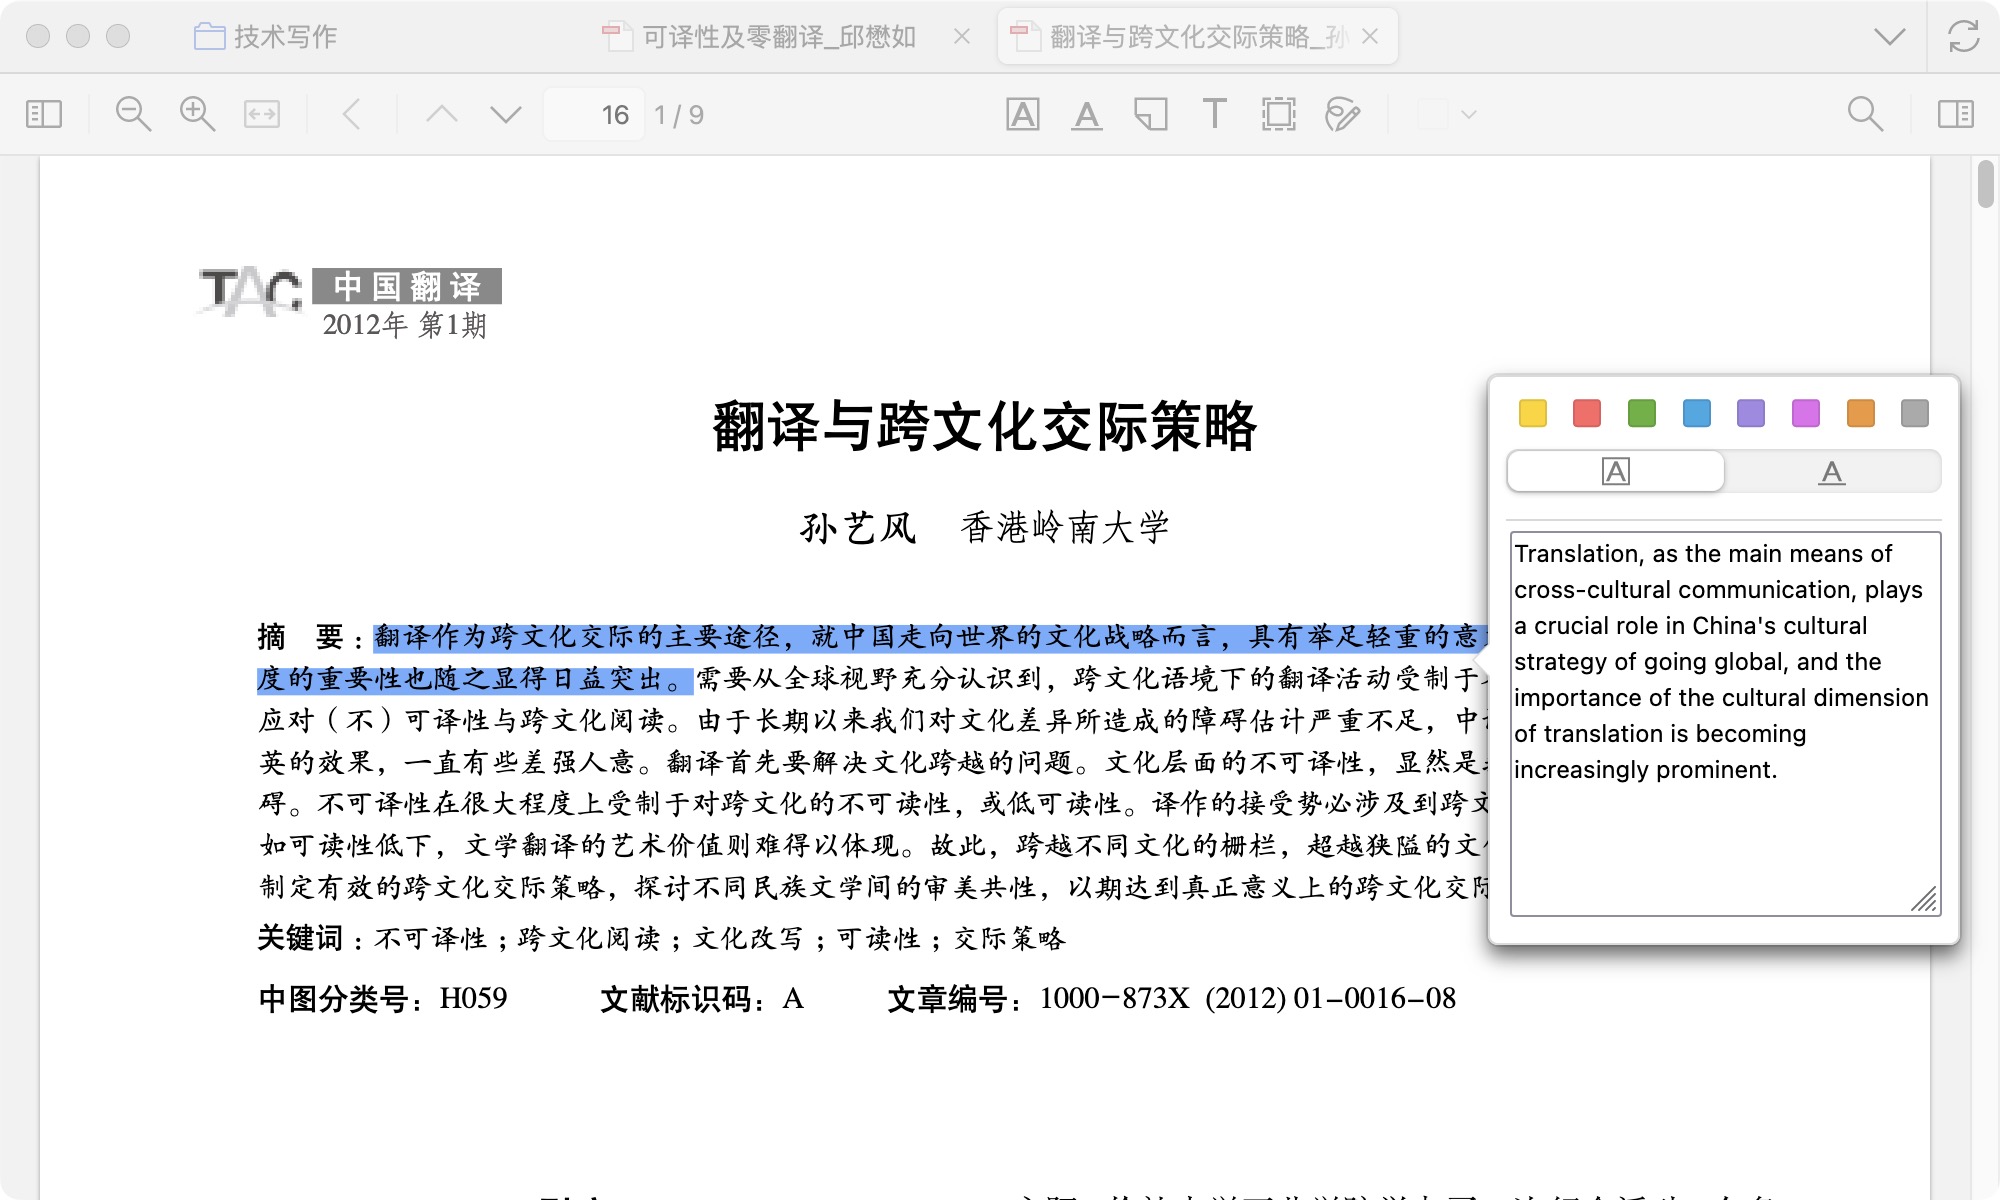 技术写作
可译性及零翻译_邱懋如
翻译与跨文化交际策略_孙
16
1 / 9
TAC 中国翻译
2012年 第1期
翻译与跨文化交际策略
孙艺风 香港岭南大学
摘 要：翻译作为跨文化交际的主要途径，就中国走向世界的文化战略而言，具有举足轻重的意
度的重要性也随之显得日益突出。需要从全球视野充分认识到，跨文化语境下的翻译活动受制于
应对（不）可译性与跨文化阅读。由于长期以来我们对文化差异所造成的障碍估计严重不足，中
英的效果，一直有些差强人意。翻译首先要解决文化跨越的问题。文化层面的不可译性，显然是
碍。不可译性在很大程度上受制于对跨文化的不可读性，或低可读性。译作的接受势必涉及到跨文
如可读性低下，文学翻译的艺术价值则难得以体现。故此，跨越不同文化的栅栏，超越狭隘的文
制定有效的跨文化交际策略，探讨不同民族文学间的审美共性，以期达到真正意义上的跨文化交际
关键词：不可译性；跨文化阅读；文化改写；可读性；交际策略
中图分类号：H059 文献标识码：A 文章编号：1000-873X (2012) 01-0016-08
Translation, as the main means of
cross-cultural communication, plays
a crucial role in China's cultural
strategy of going global, and the
importance of the cultural dimension
of translation is becoming
increasingly prominent.